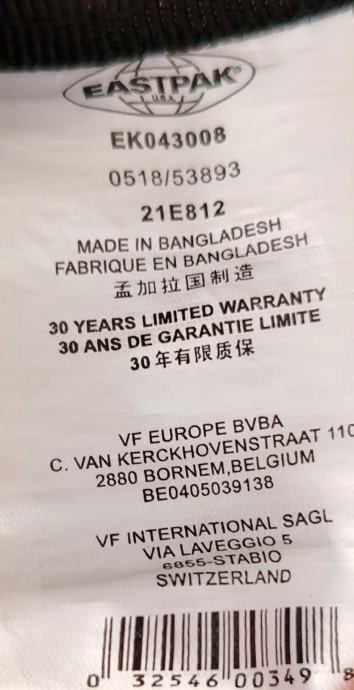 EASTPAK®
U.S.A.
EK043008
0518/53893
21E812
MADE IN BANGLADESH
FABRIQUE EN BANGLADESH
孟加拉国制造
30 YEARS LIMITED WARRANTY
30 ANS DE GARANTIE LIMITE
30年有限质保
VF EUROPE BVBA
C. VAN KERCKHOVENSTRAAT 110
2880 BORNEM,BELGIUM
BE0405039138
VF INTERNATIONAL SAGL
VIA LAVEGGIO 5
6855-STABIO
SWITZERLAND
0 32546 00349 8